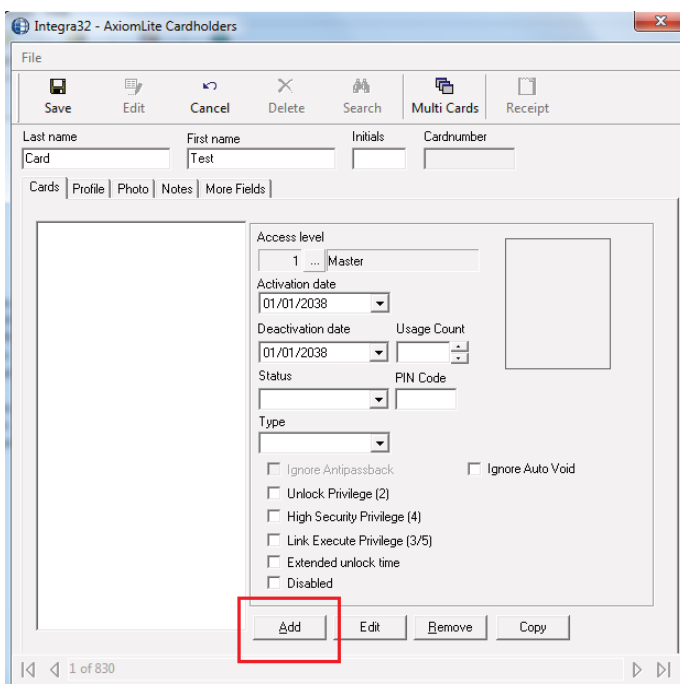 Integra32 - AxiomLite Cardholders
x
File
Save Edit Cancel Delete Search Multi Cards Receipt
Last name First name Initials Cardnumber
Card Test
Cards Profile Photo Notes More Fields
Access level
1 ... Master
Activation date
01/01/2038
Deactivation date Usage Count
01/01/2038
Status PIN Code
Type
Ignore Antipassback Ignore Auto Void
Unlock Privilege (2)
High Security Privilege (4)
Link Execute Privilege (3/5)
Extended unlock time
Disabled
Add Edit Remove Copy
1 of 830